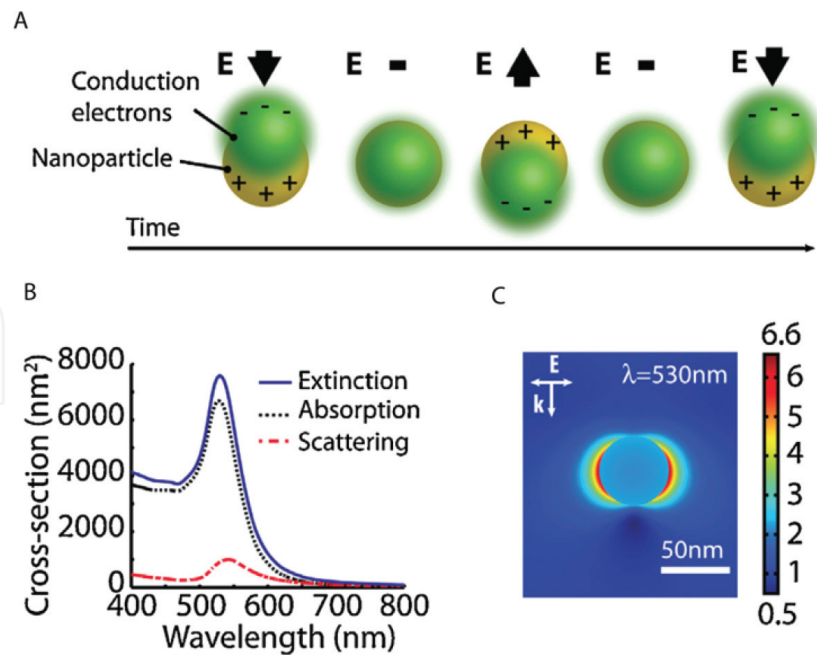 A
E E - E E - E
Conduction
electrons
- - -
+ + +
Nanoparticle
+ + +
- - -
- - -
+ + +
Time
B
8000
6000
4000
2000
0
Cross-section (nm²)
Extinction
Absorption
Scattering
400 500 600 700 800
Wavelength (nm)
C
E
k
λ=530nm
50nm
6.6
6
5
4
3
2
1
0.5